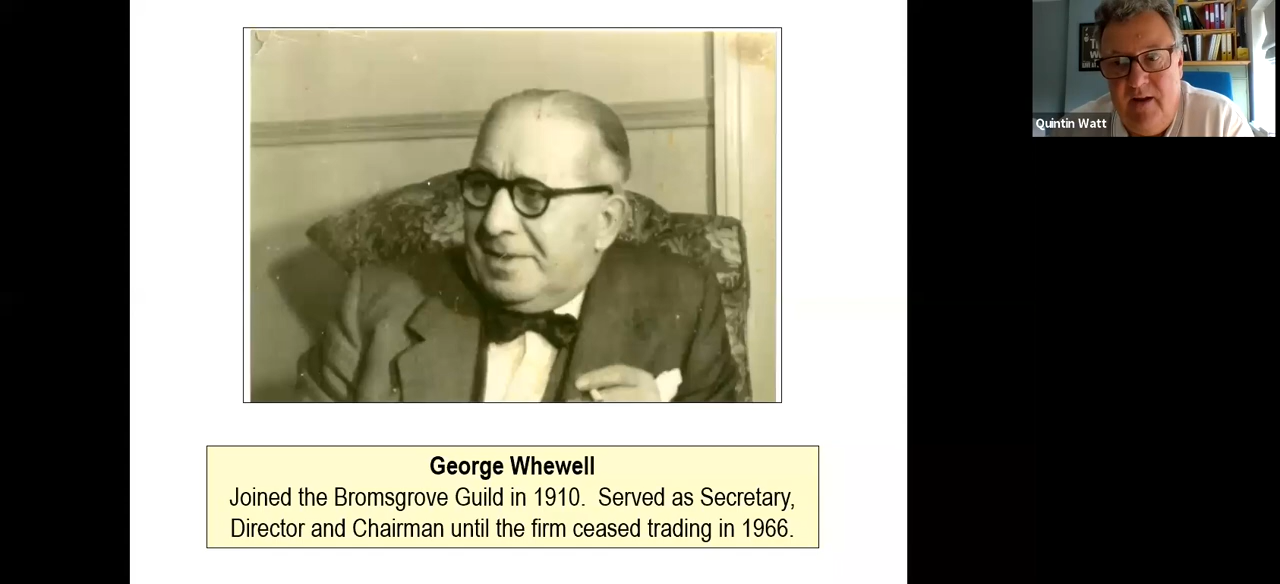 George Whewell
Joined the Bromsgrove Guild in 1910.  Served as Secretary,
Director and Chairman until the firm ceased trading in 1966.
Quintin Watt